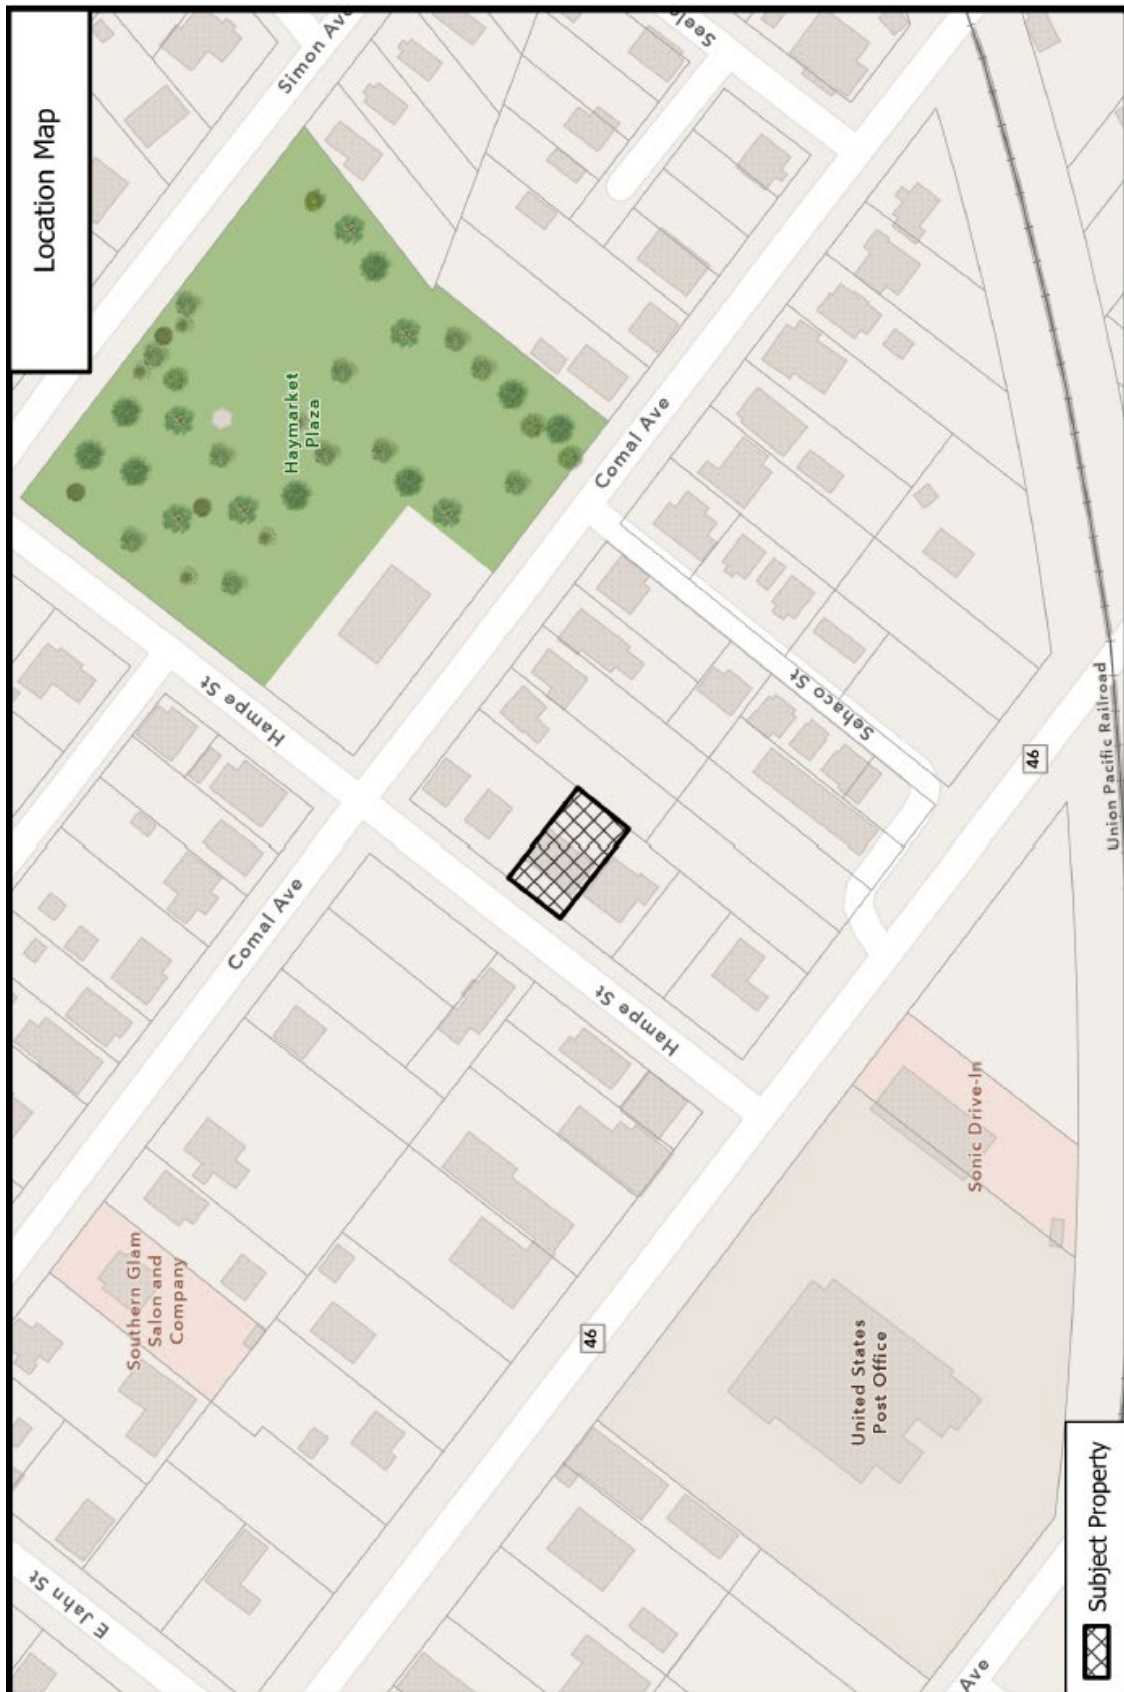 Location Map
Simon Ave
Seele
Haymarket
Plaza
Comal Ave
Hampe St
Sehaco St
46
Union Pacific Railroad
Comal Ave
Hampe St
Sonic Drive-In
Southern Glam
Salon and
Company
46
United States
Post Office
E Jahn St
Ave
Subject Property